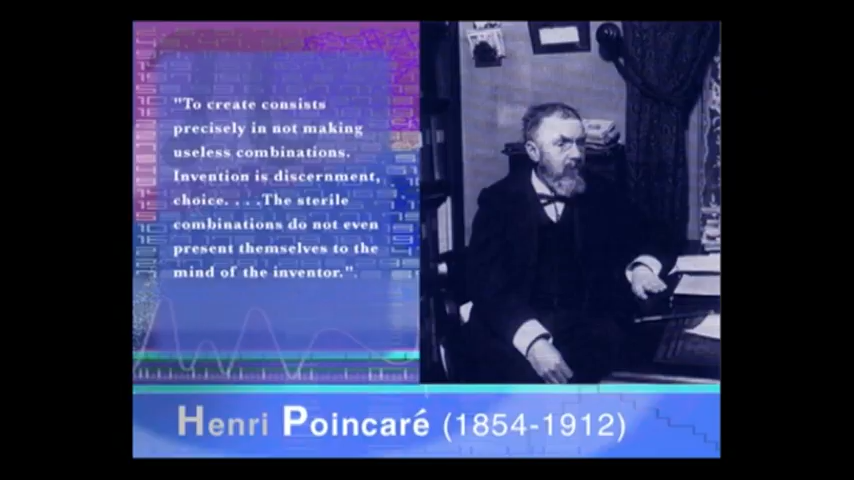 "To create consists
precisely in not making
useless combinations.
Invention is discernment,
choice. . . .The sterile
combinations do not even
present themselves to the
mind of the inventor.".
Henri Poincaré (1854-1912)